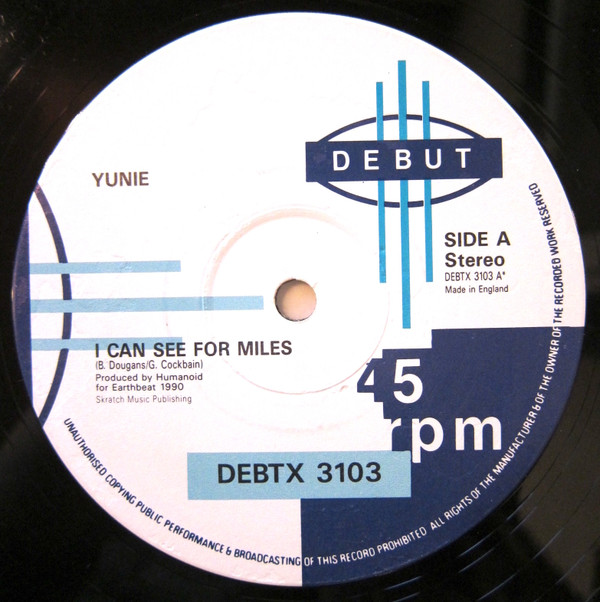 YUNIE
DEBUT
SIDE A
Stereo
DEBTX 3103 A*
Made in England
I CAN SEE FOR MILES
(B. Dougans/G. Cockbain)
Produced by Humanoid
for Earthbeat 1990
Skratch Music Publishing
45
rpm
DEBTX 3103
UNAUTHORISED COPYING PUBLIC PERFORMANCE & BROADCASTING OF THIS RECORD PROHIBITED. ALL RIGHTS OF THE MANUFACTURER & OF THE OWNER OF THE RECORDED WORK RESERVED